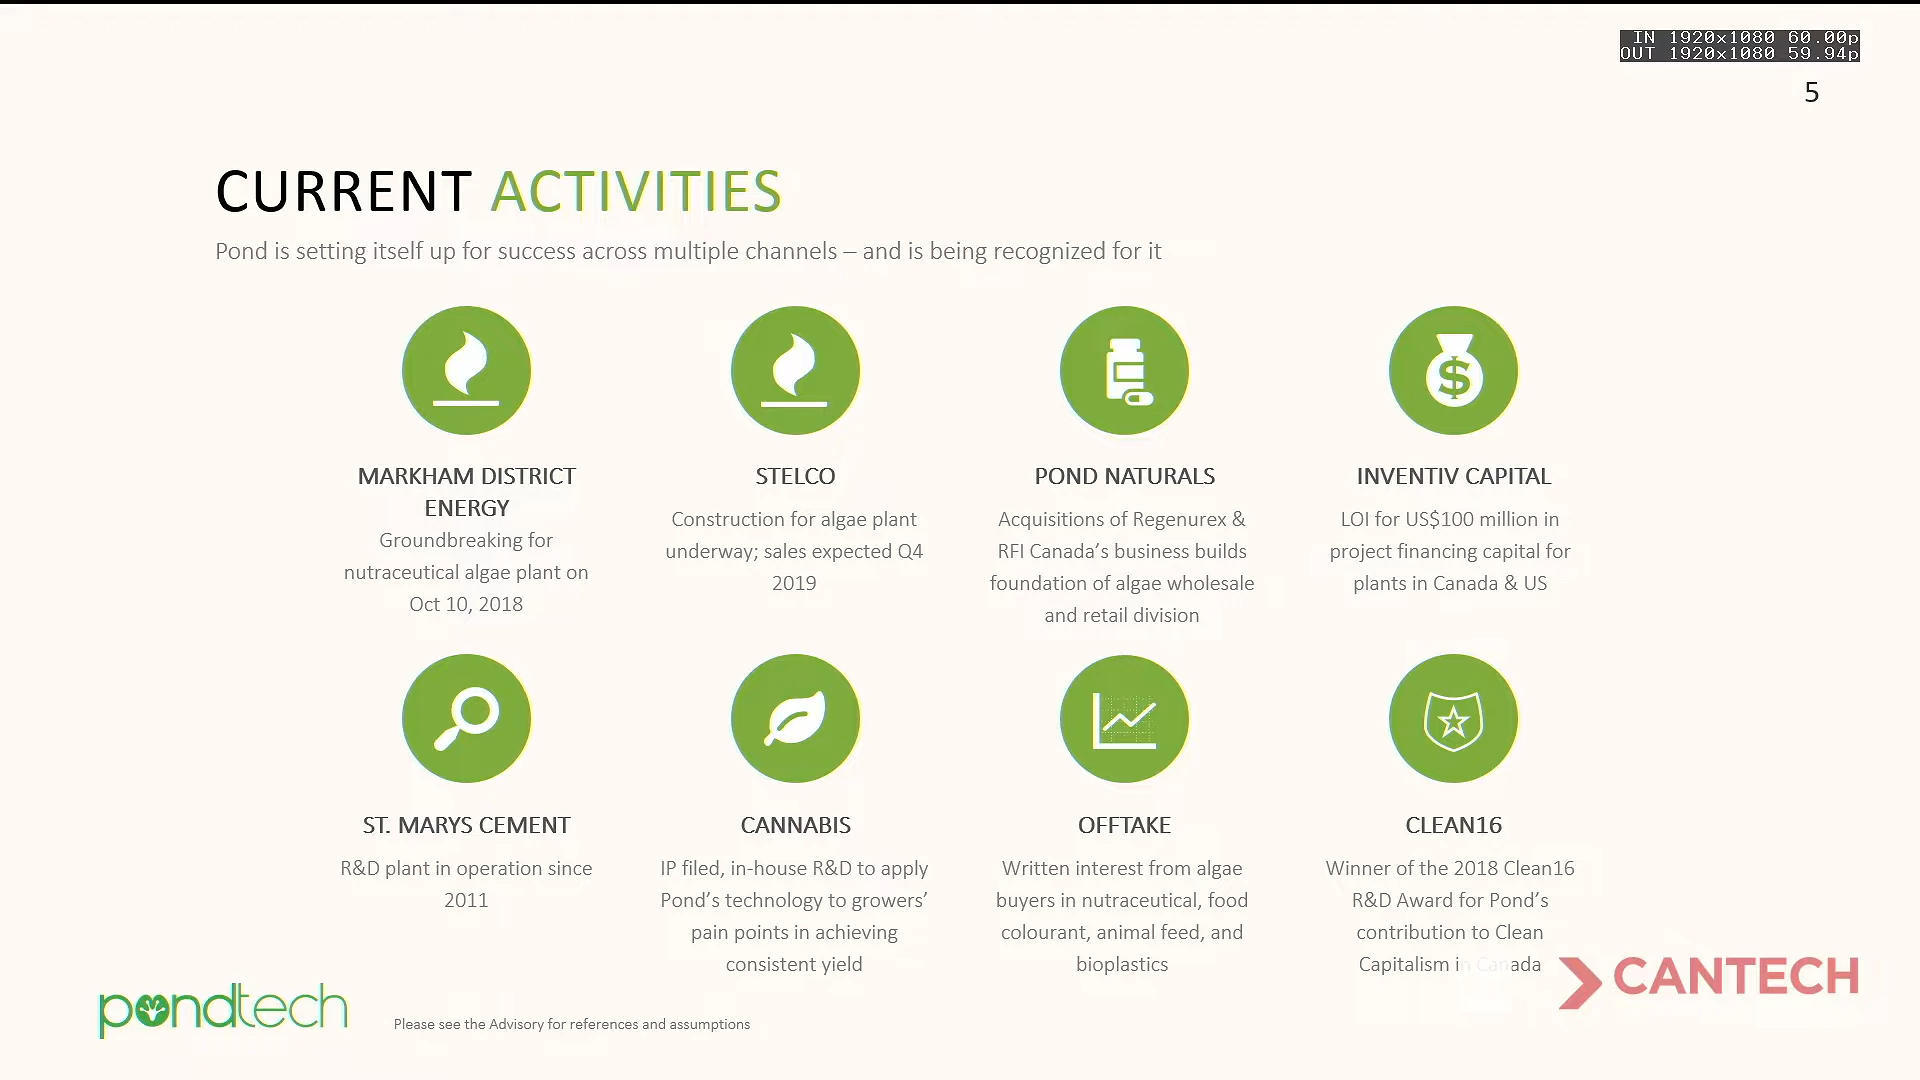 IN 1920x1080 60.00p
OUT 1920x1080 59.94p
5
CURRENT ACTIVITIES
Pond is setting itself up for success across multiple channels – and is being recognized for it
MARKHAM DISTRICT
ENERGY
Groundbreaking for
nutraceutical algae plant on
Oct 10, 2018
STELCO
Construction for algae plant
underway; sales expected Q4
2019
POND NATURALS
Acquisitions of Regenurex &
RFI Canada’s business builds
foundation of algae wholesale
and retail division
INVENTIV CAPITAL
LOI for US$100 million in
project financing capital for
plants in Canada & US
ST. MARYS CEMENT
R&D plant in operation since
2011
CANNABIS
IP filed, in-house R&D to apply
Pond’s technology to growers’
pain points in achieving
consistent yield
OFFTAKE
Written interest from algae
buyers in nutraceutical, food
colourant, animal feed, and
bioplastics
CLEAN16
Winner of the 2018 Clean16
R&D Award for Pond’s
contribution to Clean
Capitalism in Canada
pondtech
Please see the Advisory for references and assumptions
CANTECH